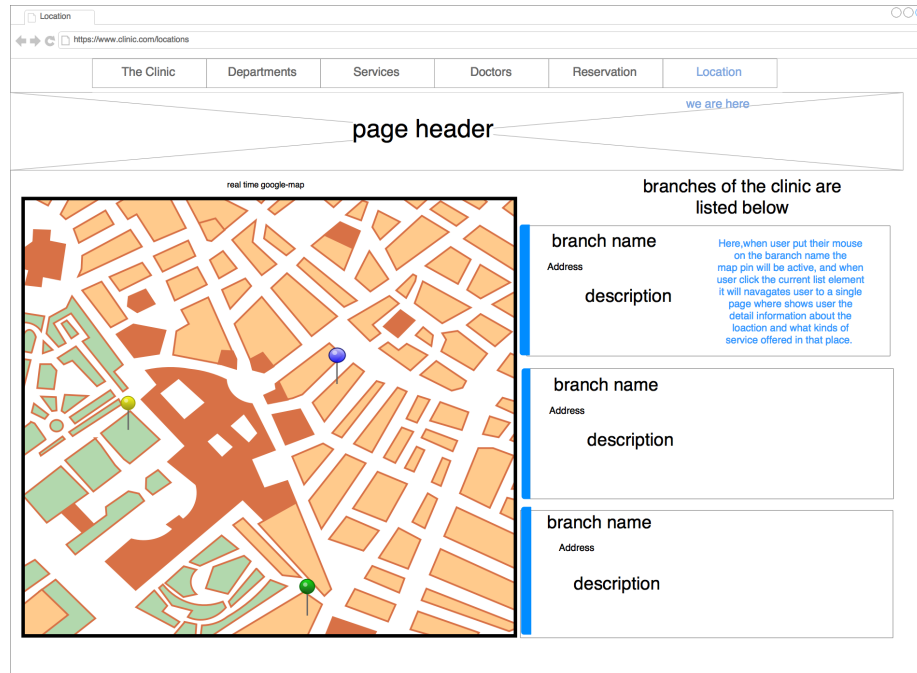 Location
https://www.clinic.com/locations
The Clinic
Departments
Services
Doctors
Reservation
Location
we are here
page header
real time google-map
branches of the clinic are
listed below
branch name
Address
description
Here,when user put their mouse
on the baranch name the
map pin will be active, and when
user click the current list element
it will navagates user to a single
page where shows user the
detail information about the
loaction and what kinds of
service offered in that place.
branch name
Address
description
branch name
Address
description